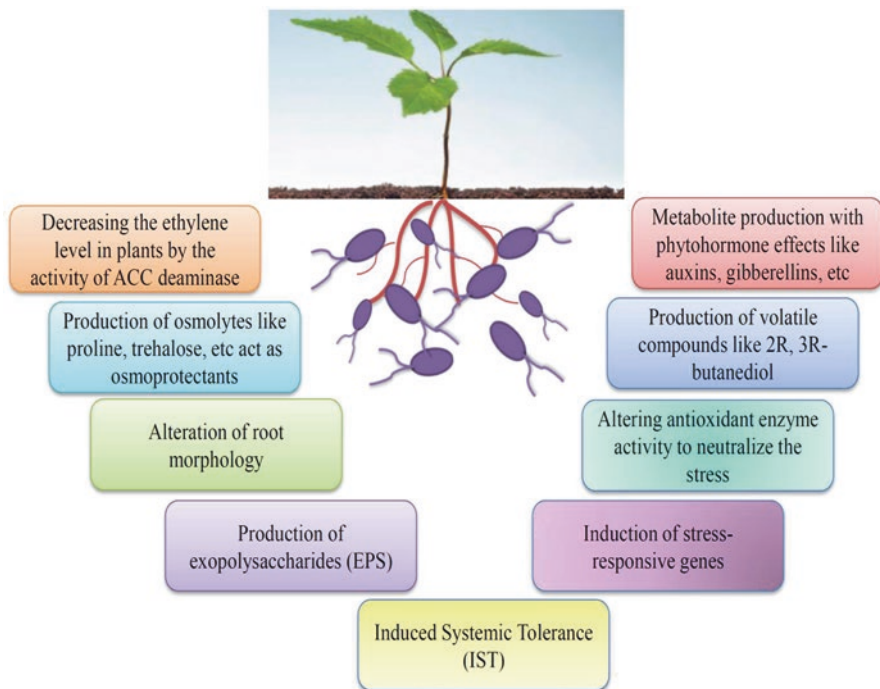 Decreasing the ethylene
level in plants by the
activity of ACC deaminase
Production of osmolytes like
proline, trehalose, etc act as
osmoprotectants
Alteration of root
morphology
Production of
exopolysaccharides (EPS)
Induced Systemic Tolerance
(IST)
Metabolite production with
phytohormone effects like
auxins, gibberellins, etc
Production of volatile
compounds like 2R, 3R-
butanediol
Altering antioxidant enzyme
activity to neutralize the
stress
Induction of stress-
responsive genes